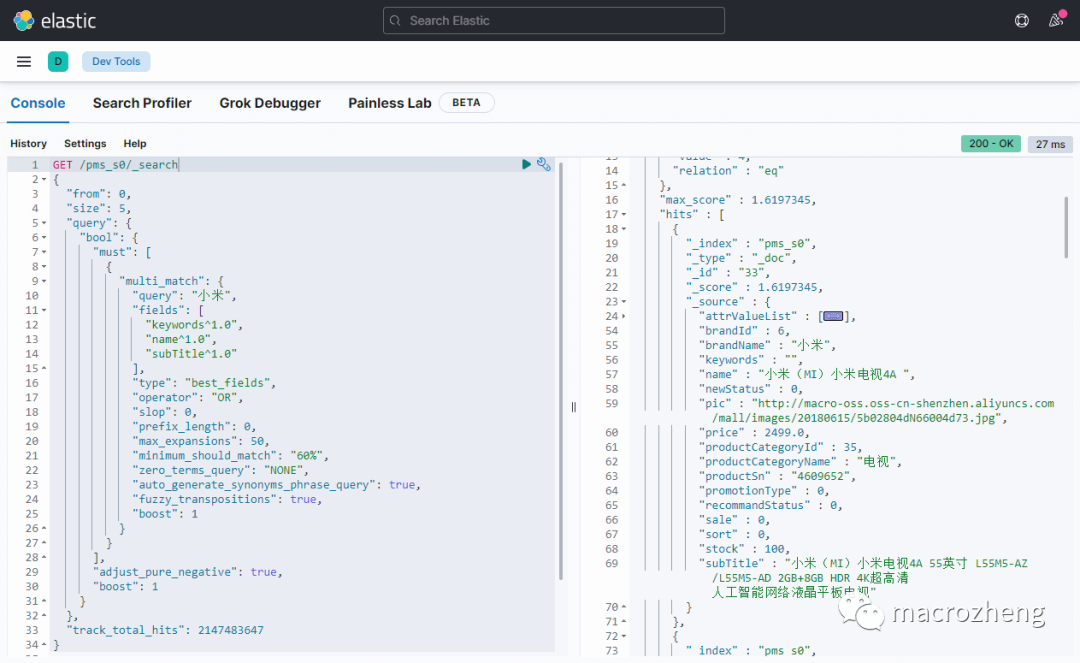 elastic
Search Elastic
D
Dev Tools
Console
Search Profiler
Grok Debugger
Painless Lab
BETA
History
Settings
Help
200 - OK
27 ms
1 GET /pms_s0/_search
2 {
3 "from": 0,
4 "size": 5,
5 "query": {
6 "bool": {
7 "must": [
8 {
9 "multi_match": {
10 "query": "小米",
11 "fields": [
12 "keywords^1.0",
13 "name^1.0",
14 "subTitle^1.0"
15 ],
16 "type": "best_fields",
17 "operator": "OR",
18 "slop": 0,
19 "prefix_length": 0,
20 "max_expansions": 50,
21 "minimum_should_match": "60%",
22 "zero_terms_query": "NONE",
23 "auto_generate_synonyms_phrase_query": true,
24 "fuzzy_transpositions": true,
25 "boost": 1
26 }
27 }
28 ],
29 "adjust_pure_negative": true,
30 "boost": 1
31 }
32 },
33 "track_total_hits": 2147483647
34 }
13 "value" : 4,
14 "relation" : "eq"
15 },
16 "max_score" : 1.6197345,
17 "hits" : [
18 {
19 "_index" : "pms_s0",
20 "_type" : "_doc",
21 "_id" : "33",
22 "_score" : 1.6197345,
23 "_source" : {
24 "attrValueList" : [],
54 "brandId" : 6,
55 "brandName" : "小米",
56 "keywords" : "",
57 "name" : "小米（MI）小米电视4A ",
58 "newStatus" : 0,
59 "pic" : "http://macro-oss.oss-cn-shenzhen.aliyuncs.com
/mall/images/20180615/5b02804dN66004d73.jpg",
60 "price" : 2499.0,
61 "productCategoryId" : 35,
62 "productCategoryName" : "电视",
63 "productSn" : "4609652",
64 "promotionType" : 0,
65 "recommandStatus" : 0,
66 "sale" : 0,
67 "sort" : 0,
68 "stock" : 100,
69 "subTitle" : "小米（MI）小米电视4A 55英寸 L55M5-AZ
/L55M5-AD 2GB+8GB HDR 4K超高清
人工智能网络液晶平板电视"
70 }
71 },
72 {
73 "_index" : "pms_s0",
macrozheng